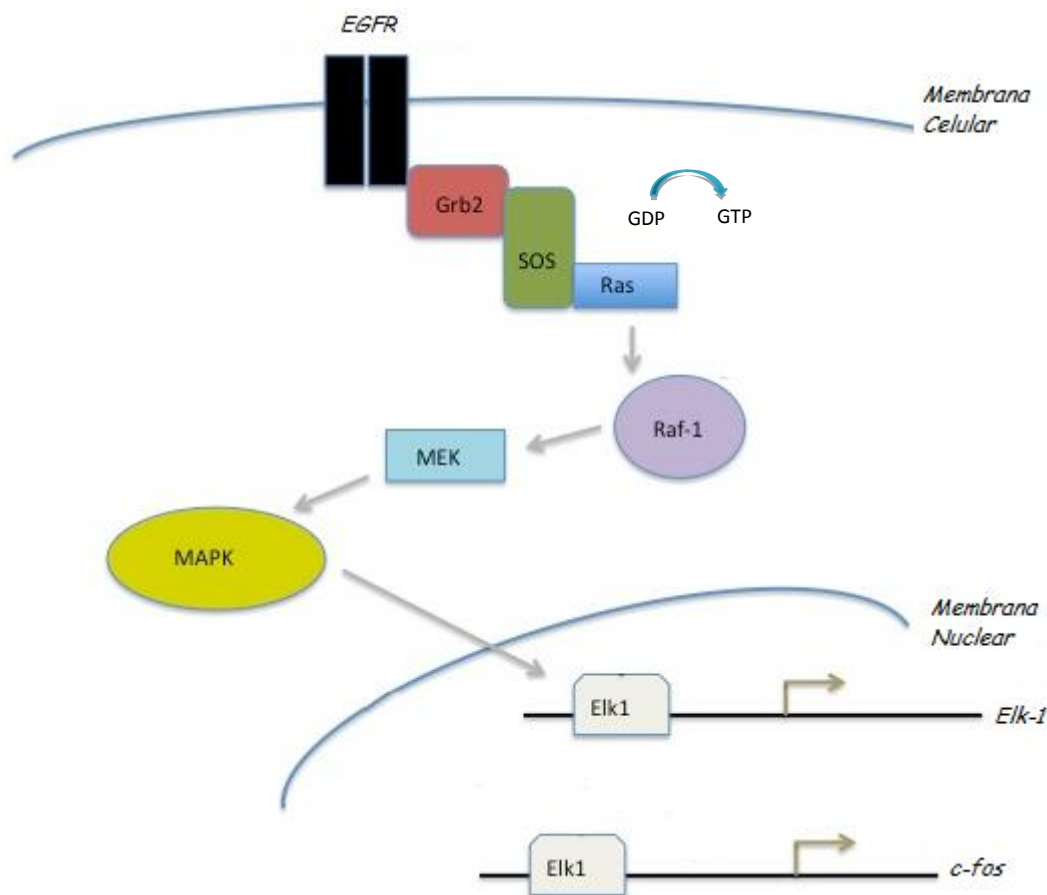 EGFR
Membrana
Celular
Grb2
GDP
GTP
SOS
Ras
Raf-1
MEK
MAPK
Membrana
Nuclear
Elk1
Elk-1
Elk1
c-fos